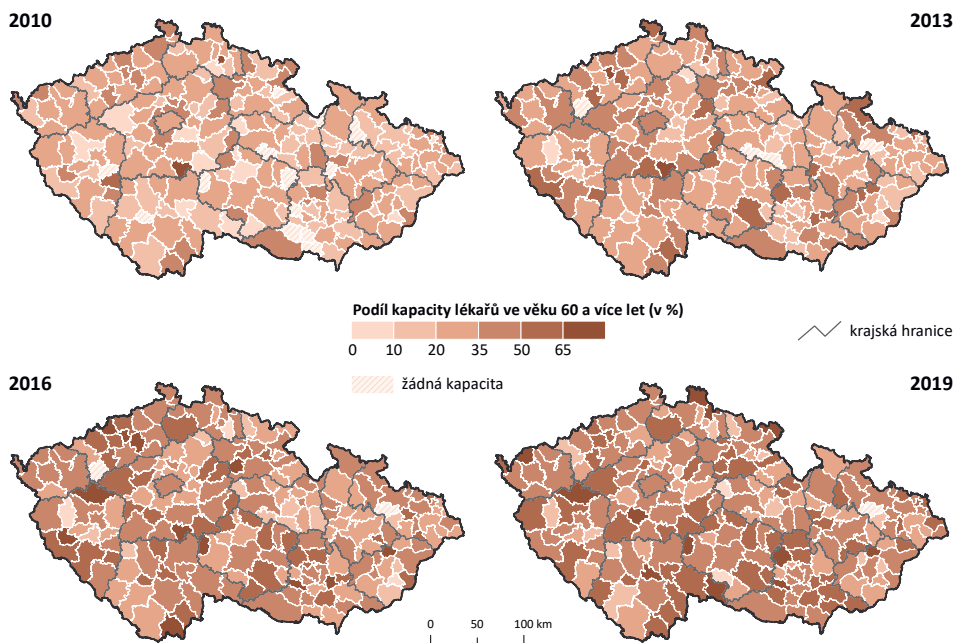 2010
2013
Podíl kapacity lékařů ve věku 60 a více let (v %)
0 10 20 35 50 65
krajská hranice
žádná kapacita
2016
2019
0 50 100 km